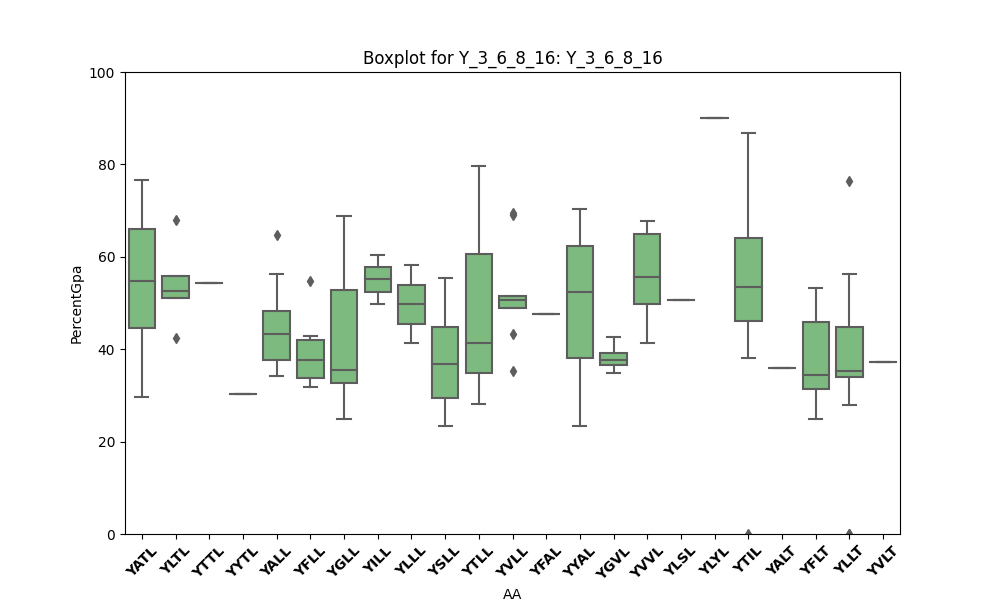 Boxplot for Y_3_6_8_16: Y_3_6_8_16
PercentGpa
100
80
60
40
20
0
YATL YLTL YTTL YYTL YALL YFLL YGLL YILL YLLL YSLL YTLL YVLL YFAL YYAL YGVL YVVL YLSL YLYL YTIL YALT YFLT YLLT YVLT
AA